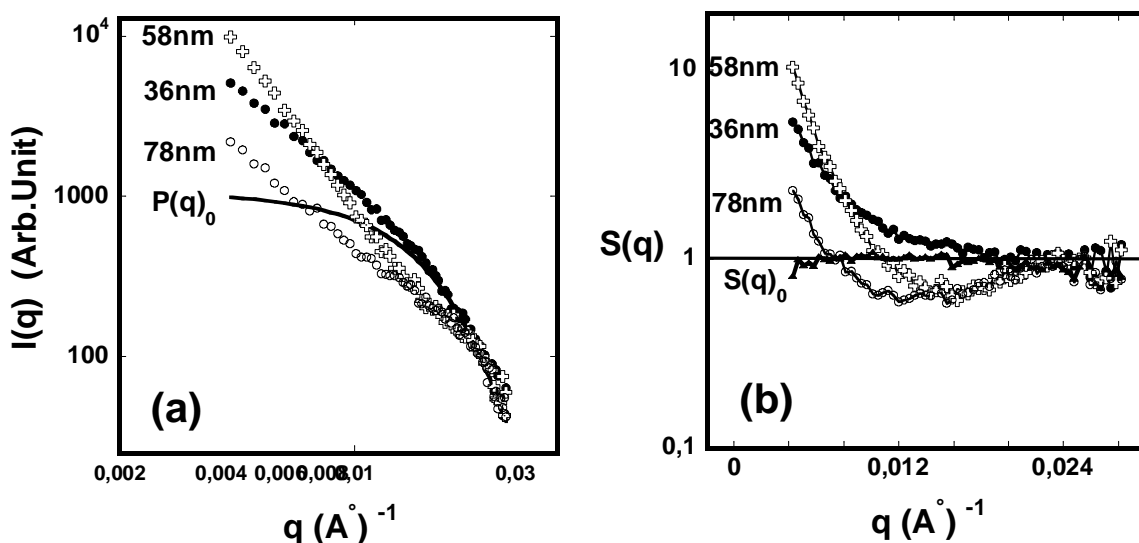 10⁴
58nm
36nm
78nm
1000
P(q)₀
100
I(q) (Arb.Unit)
(a)
0,002 0,004 0,006 0,008 0,01 0,03
q (A°)⁻¹
10
58nm
36nm
78nm
S(q)
1
S(q)₀
(b)
0,1
0 0,012 0,024
q (A°)⁻¹